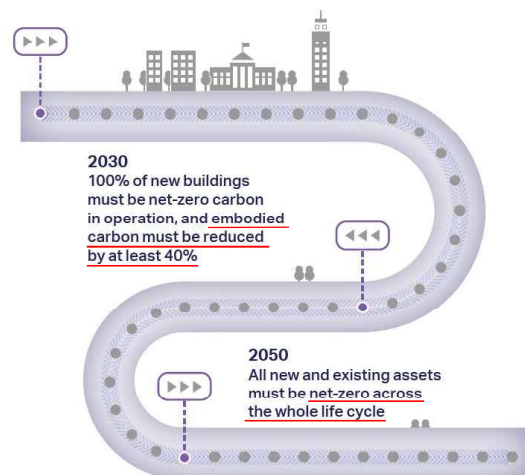 2030
100% of new buildings
must be net-zero carbon
in operation, and embodied
carbon must be reduced
by at least 40%
2050
All new and existing assets
must be net-zero across
the whole life cycle